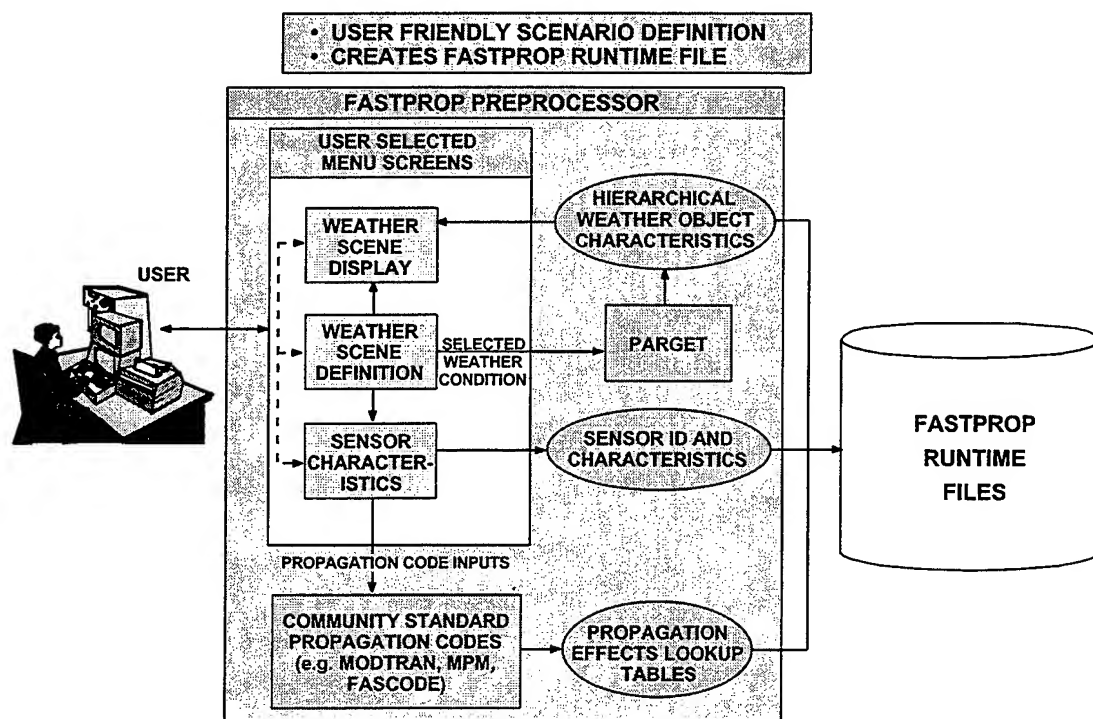 • USER FRIENDLY SCENARIO DEFINITION
• CREATES FASTPROP RUNTIME FILE
FASTPROP PREPROCESSOR
USER SELECTED
MENU SCREENS
HIERARCHICAL
WEATHER OBJECT
CHARACTERISTICS
WEATHER
SCENE
DISPLAY
USER
WEATHER
SCENE
DEFINITION
SELECTED
WEATHER
CONDITION
PARGET
SENSOR
CHARACTER-
ISTICS
SENSOR ID AND
CHARACTERISTICS
FASTPROP
RUNTIME
FILES
PROPAGATION CODE INPUTS
COMMUNITY STANDARD
PROPAGATION CODES
(e.g. MODTRAN, MPM,
FASCODE)
PROPAGATION
EFFECTS LOOKUP
TABLES